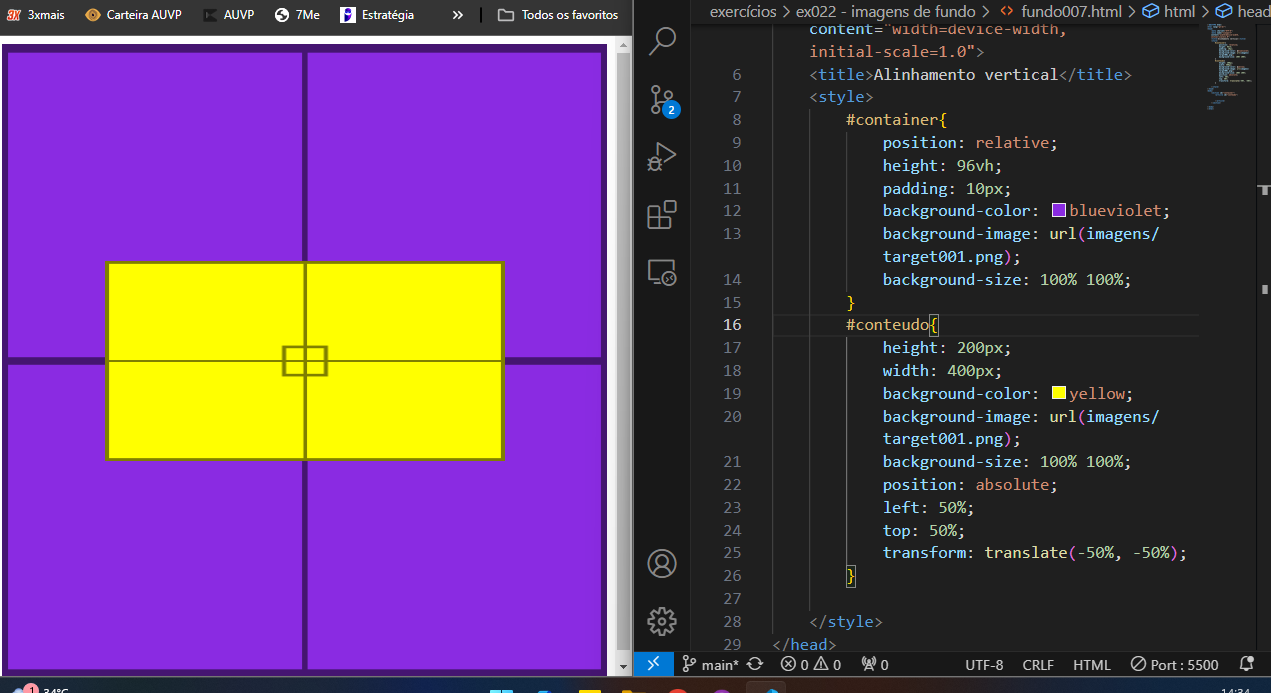 3xmais Carteira AUVP AUVP 7Me Estratégia » Todos os favoritos
exercícios > ex022 - imagens de fundo > fundo007.html > html > head
content="width=device-width,
initial-scale=1.0">
6 <title>Alinhamento vertical</title>
7 <style>
8 #container{
9 position: relative;
10 height: 96vh;
11 padding: 10px;
12 background-color: blueviolet;
13 background-image: url(imagens/
target001.png);
14 background-size: 100% 100%;
15 }
16 #conteudo{
17 height: 200px;
18 width: 400px;
19 background-color: yellow;
20 background-image: url(imagens/
target001.png);
21 background-size: 100% 100%;
22 position: absolute;
23 left: 50%;
24 top: 50%;
25 transform: translate(-50%, -50%);
26 }
27
28 </style>
29 </head>
2
main* 0 0 0 UTF-8 CRLF HTML Port : 5500
1 34°C 14:34